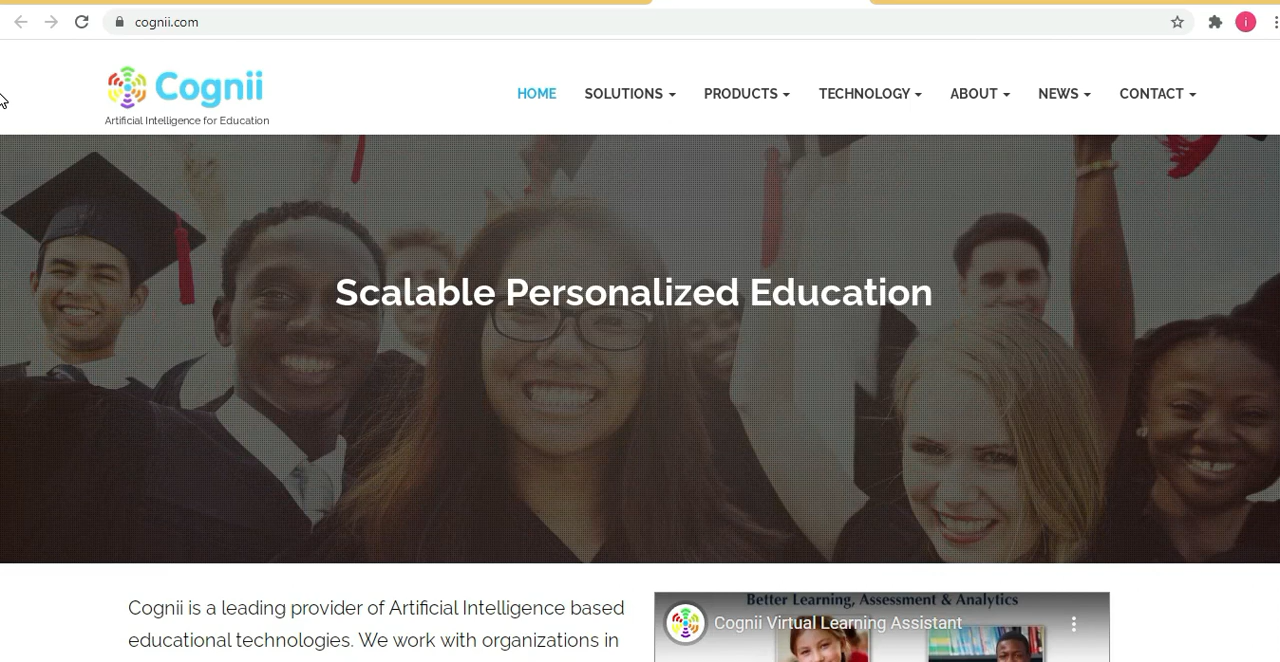 cognii.com
i
Cognii
Artificial Intelligence for Education
HOME SOLUTIONS PRODUCTS TECHNOLOGY ABOUT NEWS CONTACT
Scalable Personalized Education
Cognii is a leading provider of Artificial Intelligence based
educational technologies. We work with organizations in
Better Learning, Assessment & Analytics
Cognii Virtual Learning Assistant